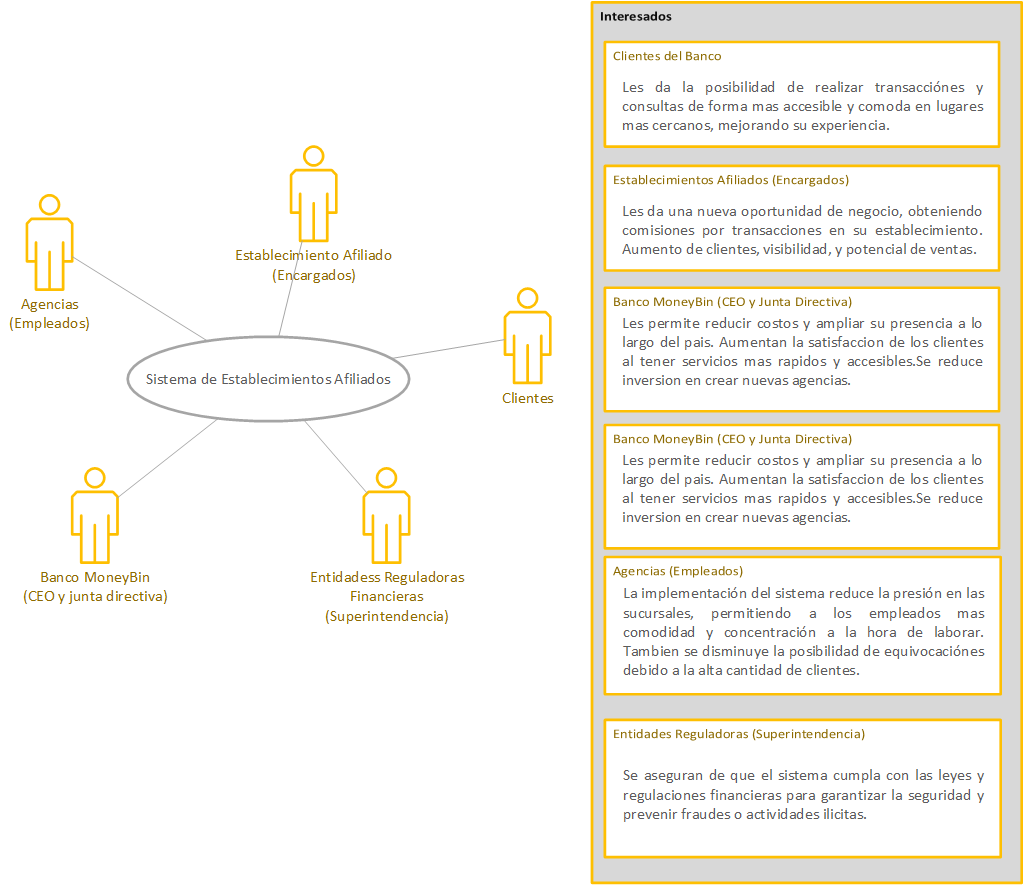 Agencias
(Empleados)
Establecimiento Afiliado
(Encargados)
Clientes
Sistema de Establecimientos Afiliados
Banco MoneyBin
(CEO y junta directiva)
Entidadess Reguladoras
Financieras
(Superintendencia)
Interesados
Clientes del Banco
Les da la posibilidad de realizar transacciónes y
consultas de forma mas accesible y comoda en lugares
mas cercanos, mejorando su experiencia.
Establecimientos Afiliados (Encargados)
Les da una nueva oportunidad de negocio, obteniendo
comisiones por transacciones en su establecimiento.
Aumento de clientes, visibilidad, y potencial de ventas.
Banco MoneyBin (CEO y Junta Directiva)
Les permite reducir costos y ampliar su presencia a lo
largo del pais. Aumentan la satisfaccion de los clientes
al tener servicios mas rapidos y accesibles.Se reduce
inversion en crear nuevas agencias.
Banco MoneyBin (CEO y Junta Directiva)
Les permite reducir costos y ampliar su presencia a lo
largo del pais. Aumentan la satisfaccion de los clientes
al tener servicios mas rapidos y accesibles.Se reduce
inversion en crear nuevas agencias.
Agencias (Empleados)
La implementación del sistema reduce la presión en las
sucursales, permitiendo a los empleados mas
comodidad y concentración a la hora de laborar.
Tambien se disminuye la posibilidad de equivocaciónes
debido a la alta cantidad de clientes.
Entidades Reguladoras (Superintendencia)
Se aseguran de que el sistema cumpla con las leyes y
regulaciones financieras para garantizar la seguridad y
prevenir fraudes o actividades ilicitas.